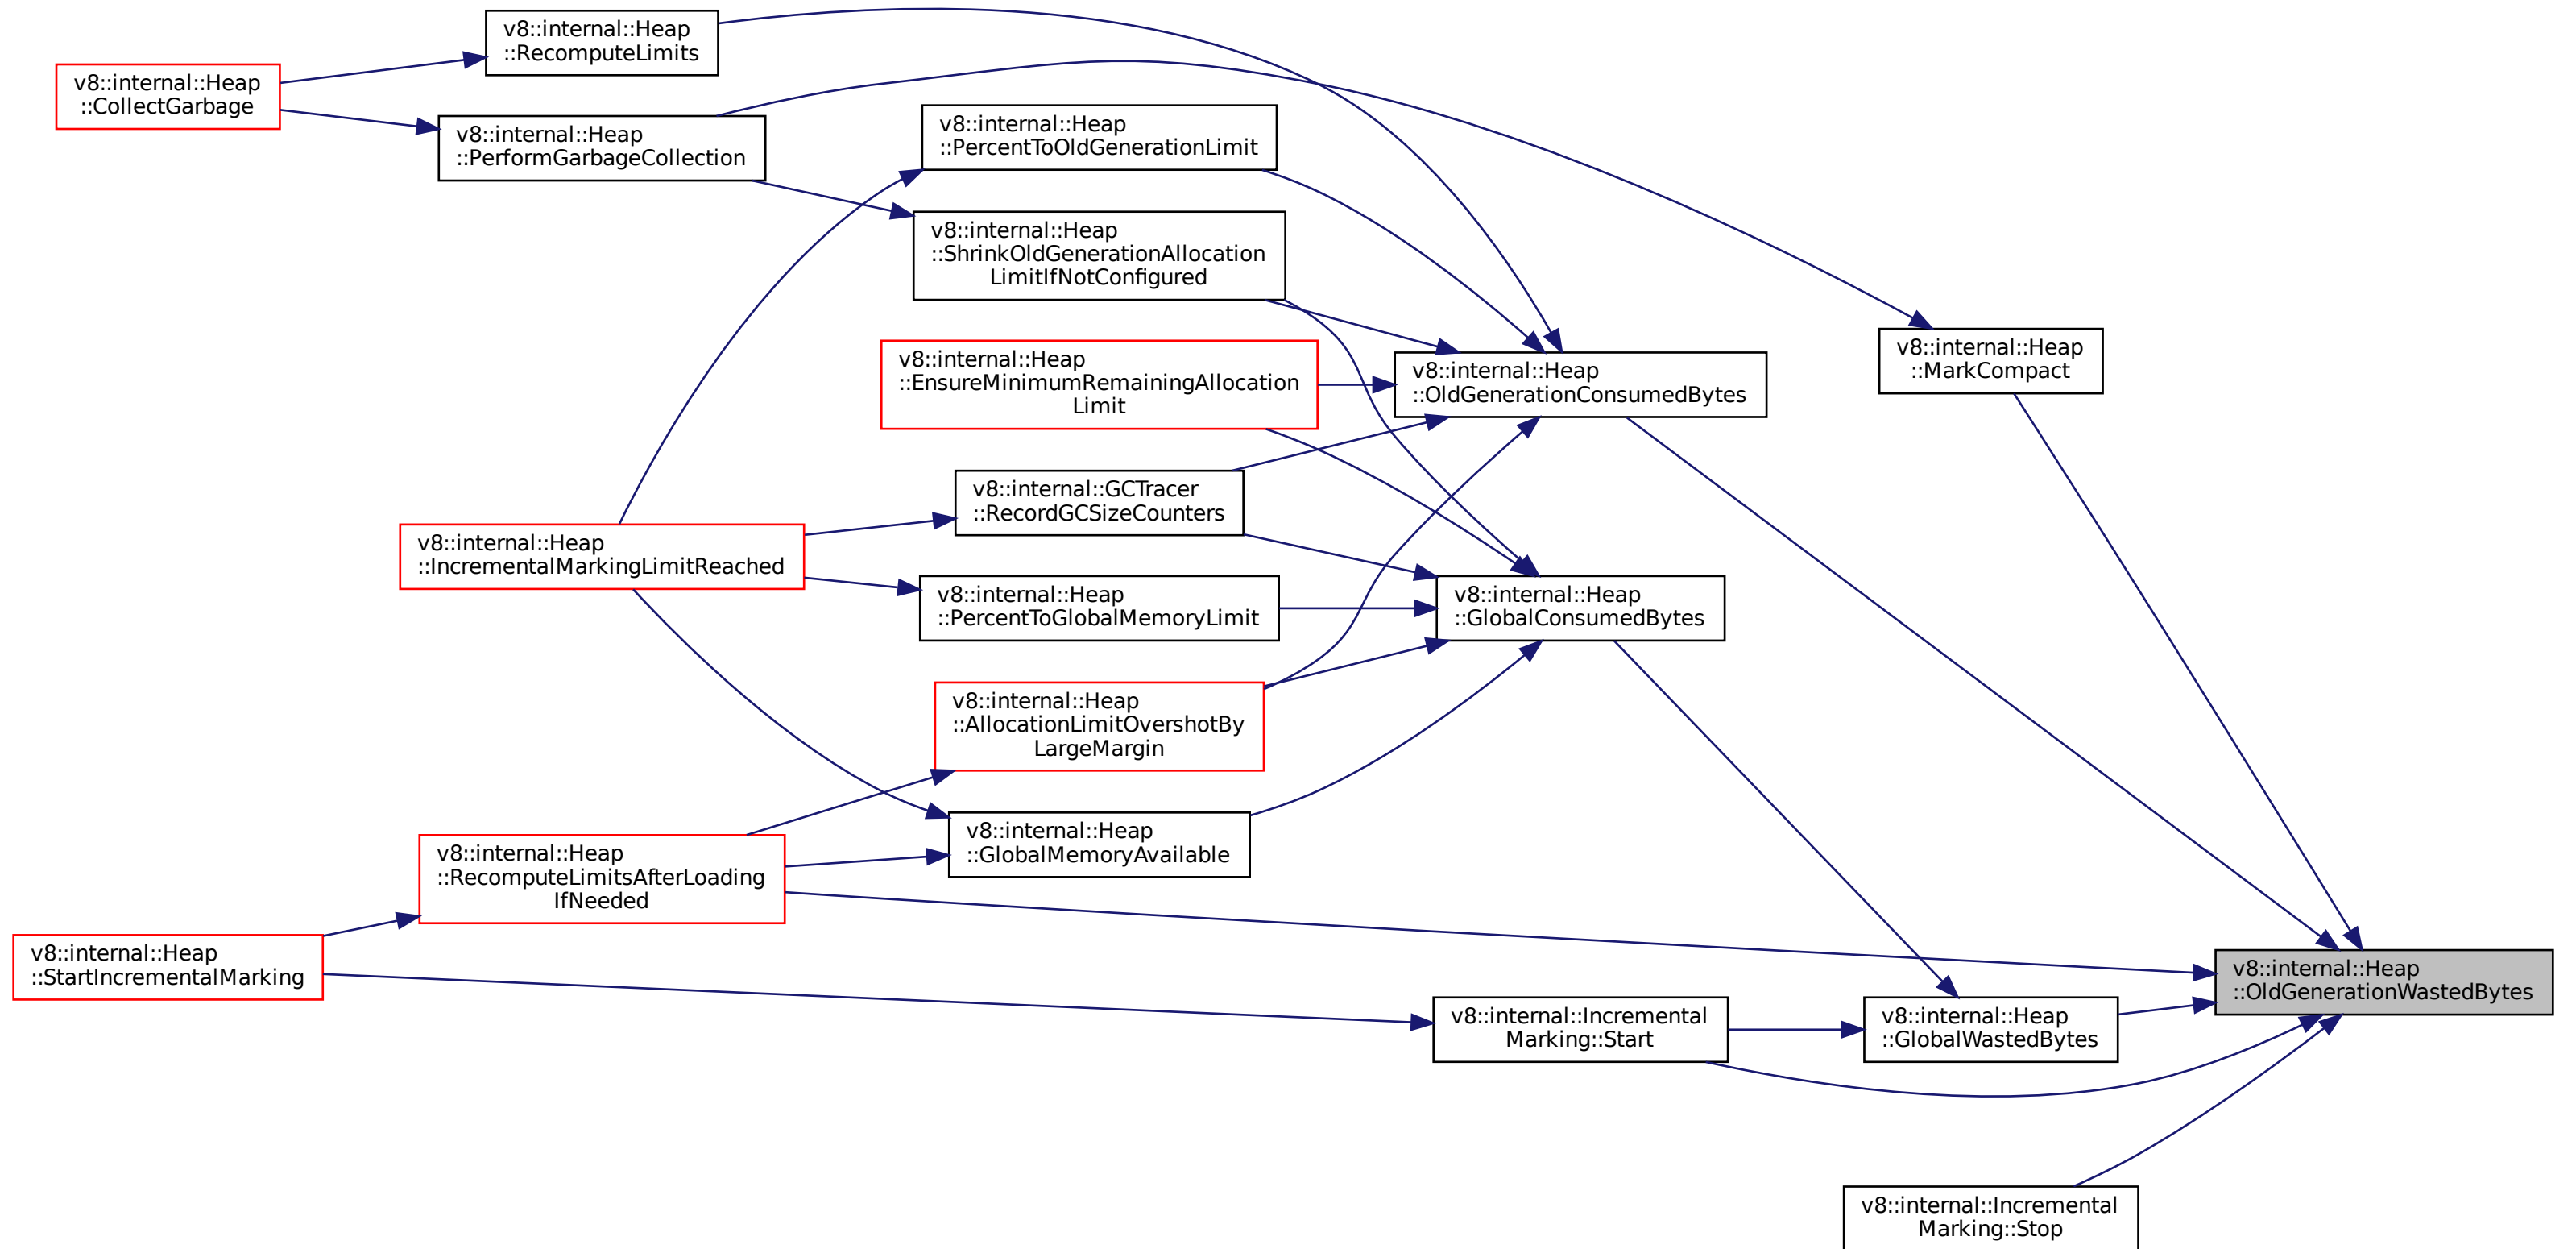 v8::internal::Heap
::RecomputeLimits
v8::internal::Heap
::CollectGarbage
v8::internal::Heap
::PerformGarbageCollection
v8::internal::Heap
::PercentToOldGenerationLimit
v8::internal::Heap
::ShrinkOldGenerationAllocation
LimitIfNotConfigured
v8::internal::Heap
::EnsureMinimumRemainingAllocation
Limit
v8::internal::Heap
::OldGenerationConsumedBytes
v8::internal::Heap
::MarkCompact
v8::internal::GCTracer
::RecordGCSizeCounters
v8::internal::Heap
::IncrementalMarkingLimitReached
v8::internal::Heap
::PercentToGlobalMemoryLimit
v8::internal::Heap
::GlobalConsumedBytes
v8::internal::Heap
::AllocationLimitOvershotBy
LargeMargin
v8::internal::Heap
::GlobalMemoryAvailable
v8::internal::Heap
::RecomputeLimitsAfterLoading
IfNeeded
v8::internal::Heap
::StartIncrementalMarking
v8::internal::Heap
::OldGenerationWastedBytes
v8::internal::Incremental
Marking::Start
v8::internal::Heap
::GlobalWastedBytes
v8::internal::Incremental
Marking::Stop